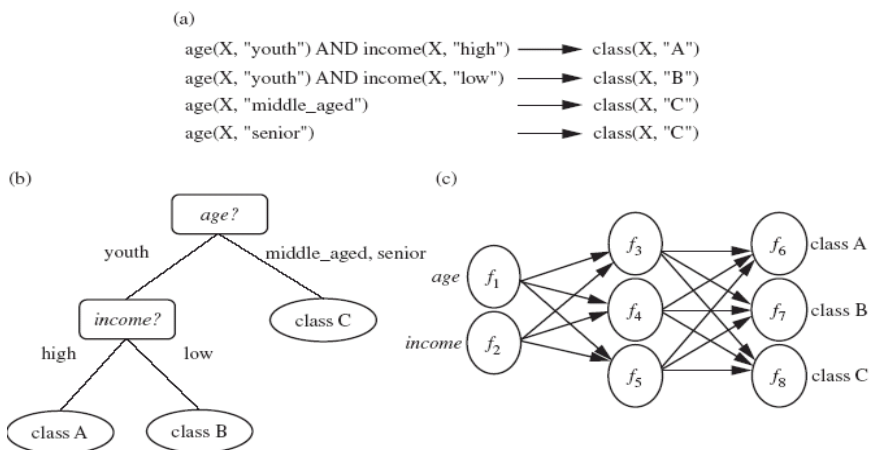 (a)
age(X, "youth") AND income(X, "high") class(X, "A")
age(X, "youth") AND income(X, "low") class(X, "B")
age(X, "middle_aged") class(X, "C")
age(X, "senior") class(X, "C")
(b)
age?
youth
middle_aged, senior
income?
class C
high
low
class A
class B
(c)
age
income
f1
f2
f3
f4
f5
f6
f7
f8
class A
class B
class C